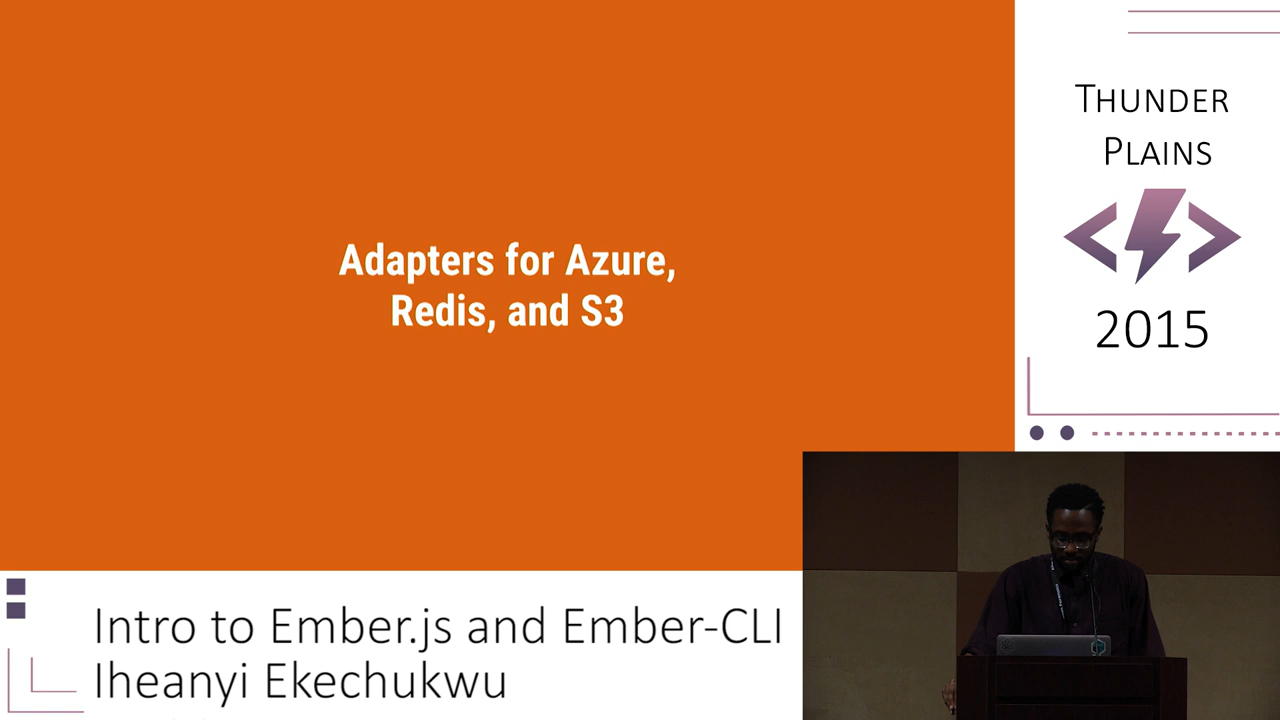 Adapters for Azure,
Redis, and S3
THUNDER
PLAINS
2015
Intro to Ember.js and Ember-CLI
Iheanyi Ekechukwu